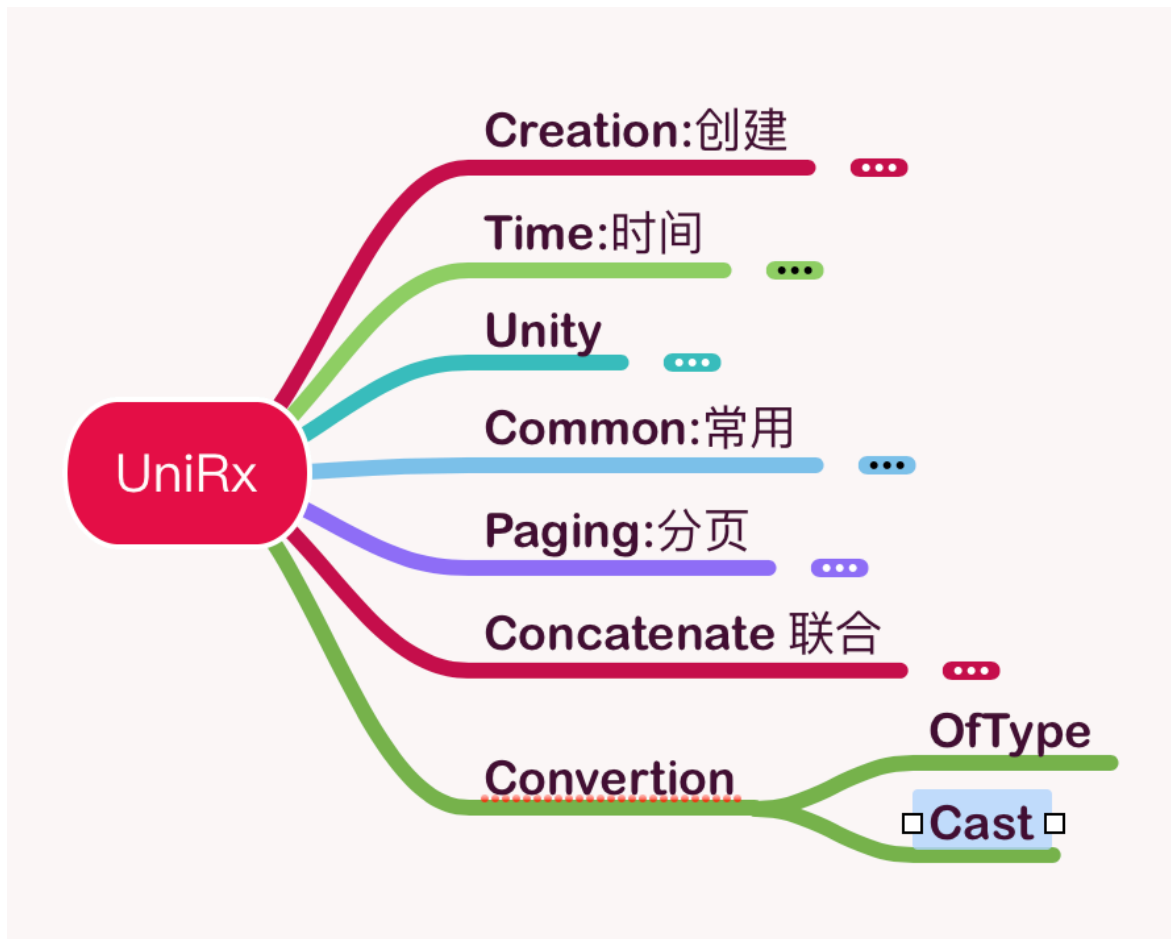 Creation:创建
Time:时间
Unity
Common:常用
UniRx
Paging:分页
Concatenate 联合
Convertion
OfType
Cast